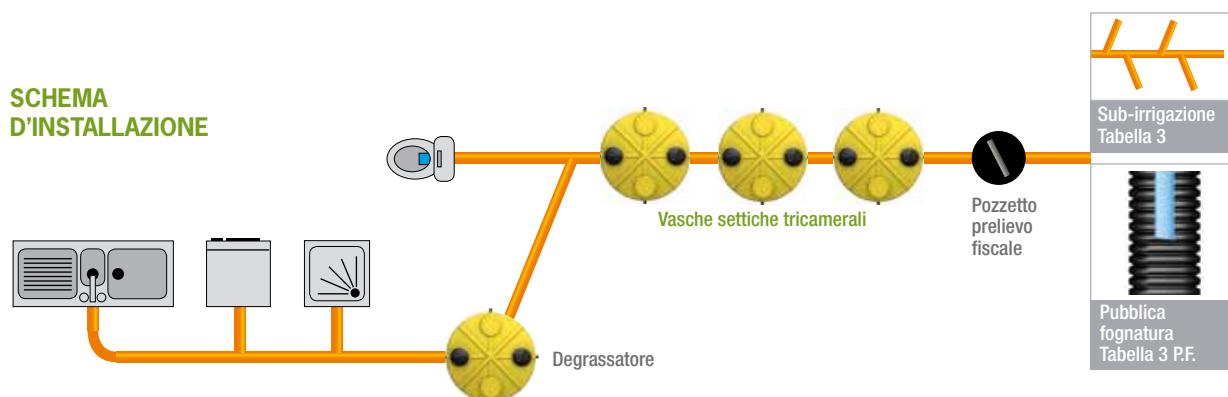 SCHEMA
D'INSTALLAZIONE
Vasche settiche tricamerali
Degrassatore
Pozzetto
prelievo
fiscale
Sub-irrigazione
Tabella 3
Pubblica
fognatura
Tabella 3 P.F.